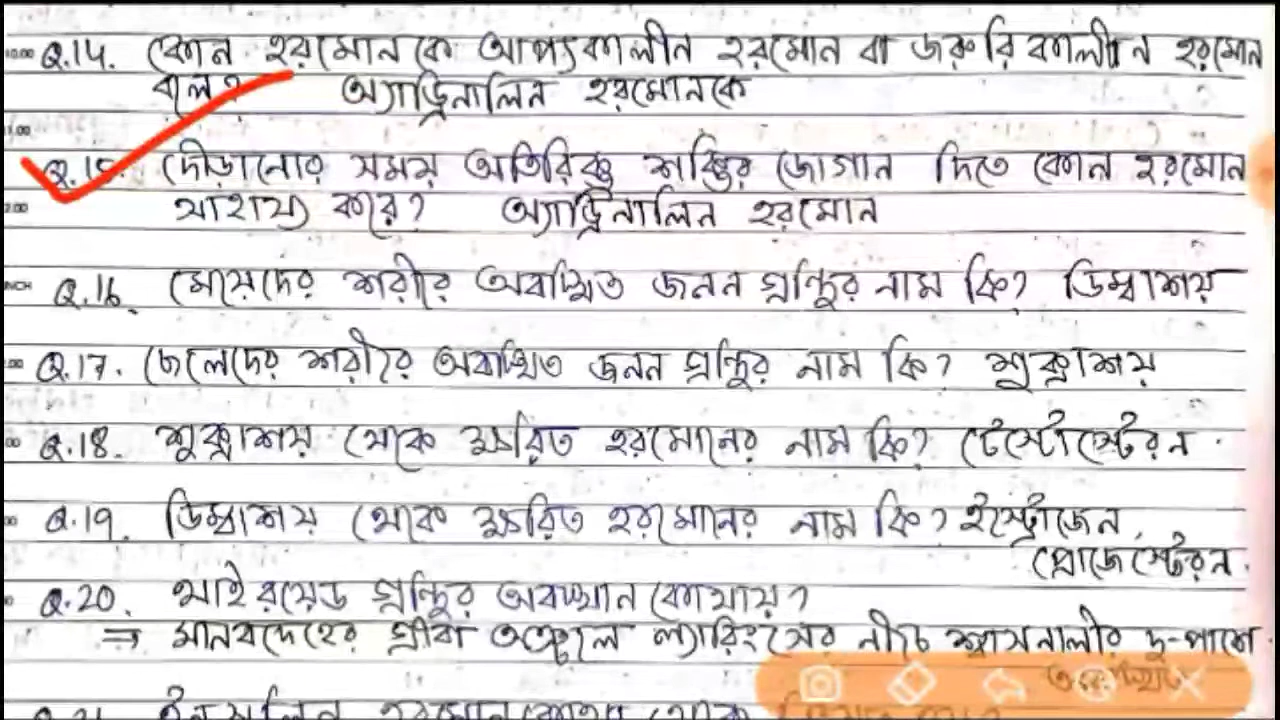 Q.14. কোন হরমোনকে আপৎকালীন হরমোন বা জরুরিকালীন হরমোন
বলে? অ্যাড্রিনালিন হরমোনকে
Q.15. দৌড়ানোর সময় অতিরিক্ত শক্তির জোগান দিতে কোন হরমোন
সাহায্য করে? অ্যাড্রিনালিন হরমোন
Q.16. মেয়েদের শরীরে অবস্থিত জনন গ্রন্থির নাম কি? ডিম্বাশয়
Q.17. ছেলেদের শরীরে অবস্থিত জনন গ্রন্থির নাম কি? শুক্রাশয়
Q.18. শুক্রাশয় থেকে ক্ষরিত হরমোনের নাম কি? টেস্টোস্টেরন.
Q.19. ডিম্বাশয় থেকে ক্ষরিত হরমোনের নাম কি? ইস্ট্রোজেন,
প্রোজেস্টেরন.
Q.20. থাইরয়েড গ্রন্থির অবস্থান কোথায়?
⇒ মানবদেহের গ্রীবা অঞ্চলে ল্যারিংসের নীচে শ্বাসনালীর দু-পাশে
ইনসুলিন হরমোন